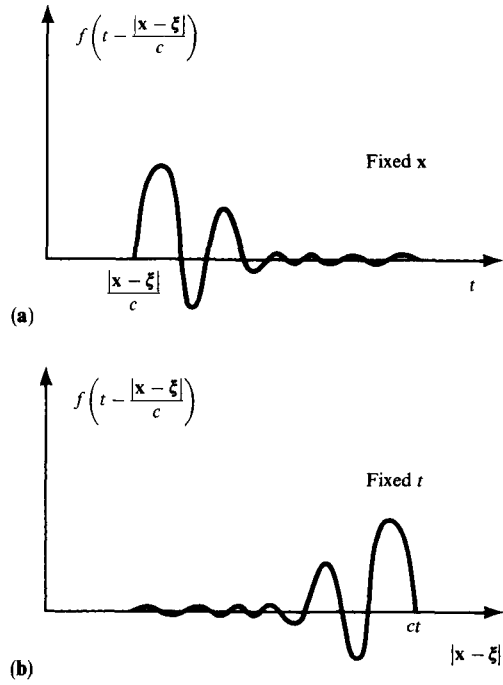 f(t − |x − ξ|/c)
Fixed x
|x − ξ|/c
t
(a)
f(t − |x − ξ|/c)
Fixed t
ct
|x − ξ|
(b)